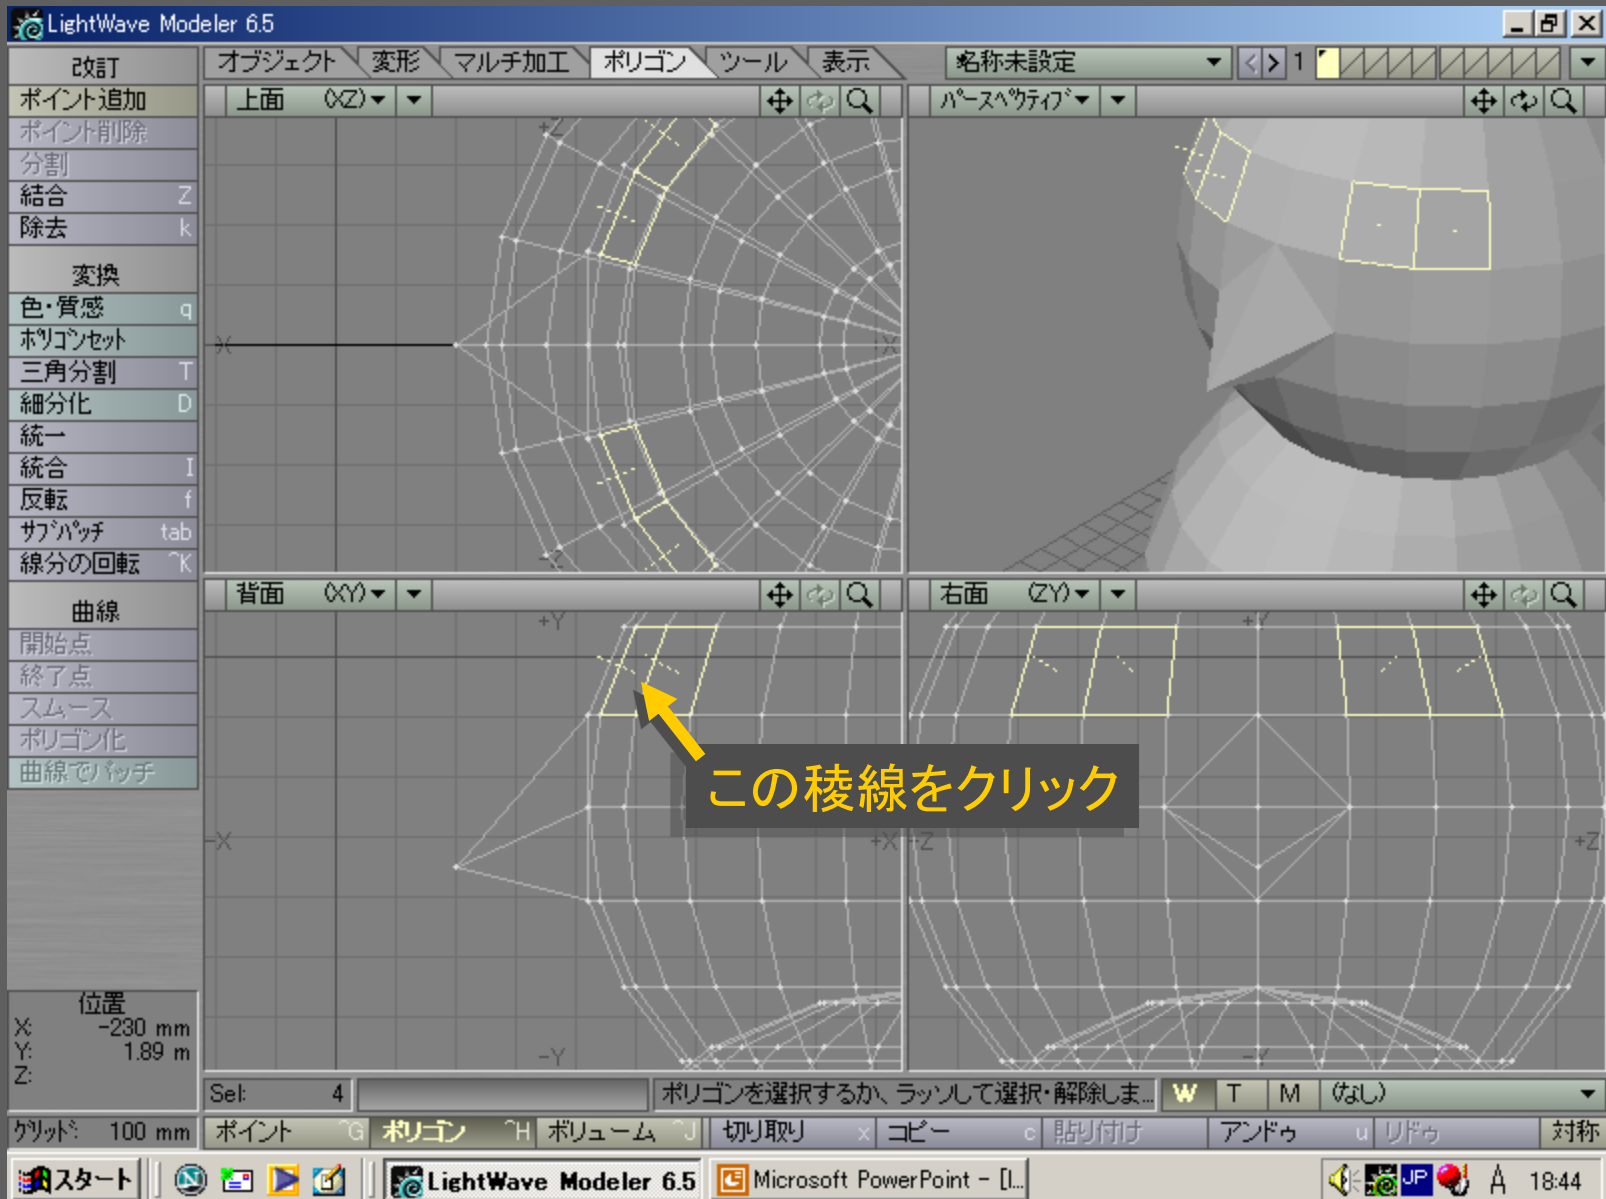 LightWave Modeler 6.5
改訂
オブジェクト 変形 マルチ加工 ポリゴン ツール 表示
名称未設定 < > 1
ポイント追加
上面 (XZ)
パースペクティブ
ポイント削除
分割
結合 Z
除去 k
変換
色・質感 q
ポリゴンセット
三角分割 T
細分化 D
統一
統合 I
反転 f
サブパッチ tab
線分の回転 ^K
曲線
開始点
終了点
スムース
ポリゴン化
曲線でパッチ
+Z
-X
+X
-Z
背面 (XY)
右面 (ZY)
+Y
+Y
この稜線をクリック
-X
+X
-Z
+Z
-Y
-Y
位置
X: -230 mm
Y: 1.89 m
Z:
Sel: 4
ポリゴンを選択するか、ラッソして選択・解除しま...
W T M (なし)
グリッド: 100 mm
ポイント ^G ポリゴン ^H ボリューム ^J 切り取り x コピー c 貼り付け v アンドゥ u リドゥ 対称
スタート
LightWave Modeler 6.5
Microsoft PowerPoint - [l...
JP
A
18:44